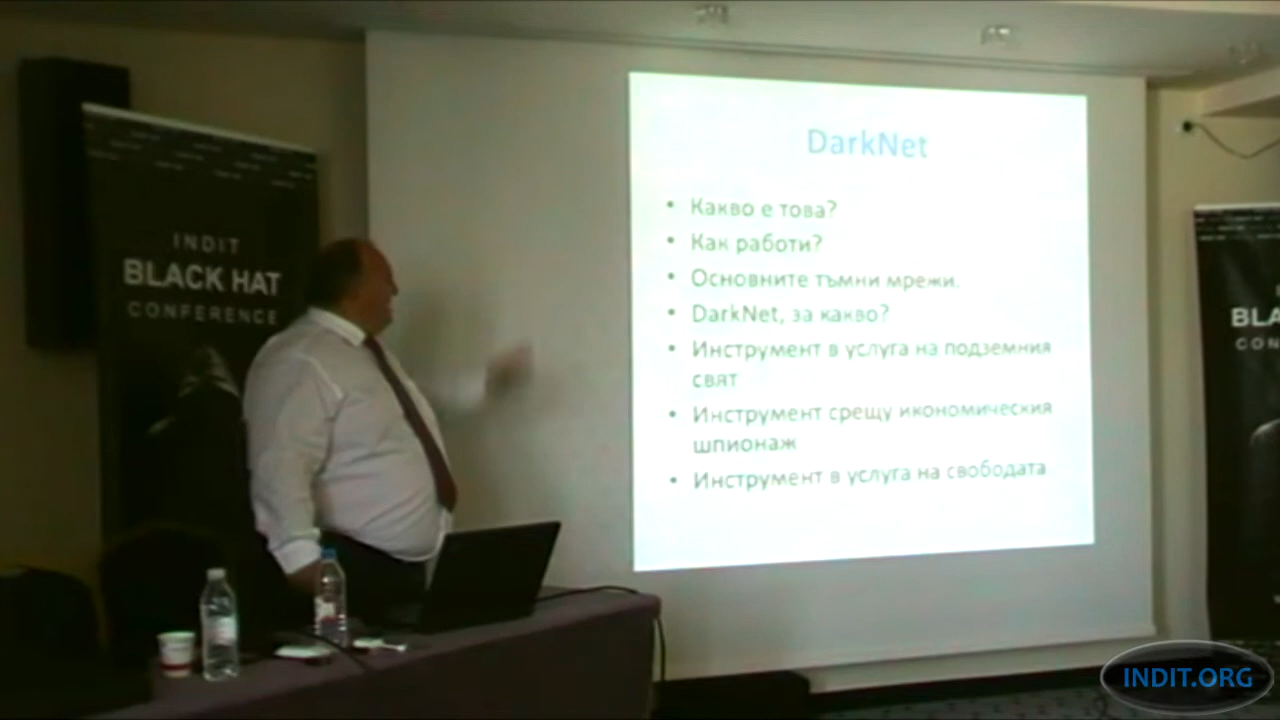 INDIT
BLACK HAT
CONFERENCE
DarkNet
• Какво е това?
• Как работи?
• Основните тъмни мрежи.
• DarkNet, за какво?
• Инструмент в услуга на подземния
свят
• Инструмент срещу икономическия
шпионаж
• Инструмент в услуга на свободата
BLA
CON
INDIT.ORG